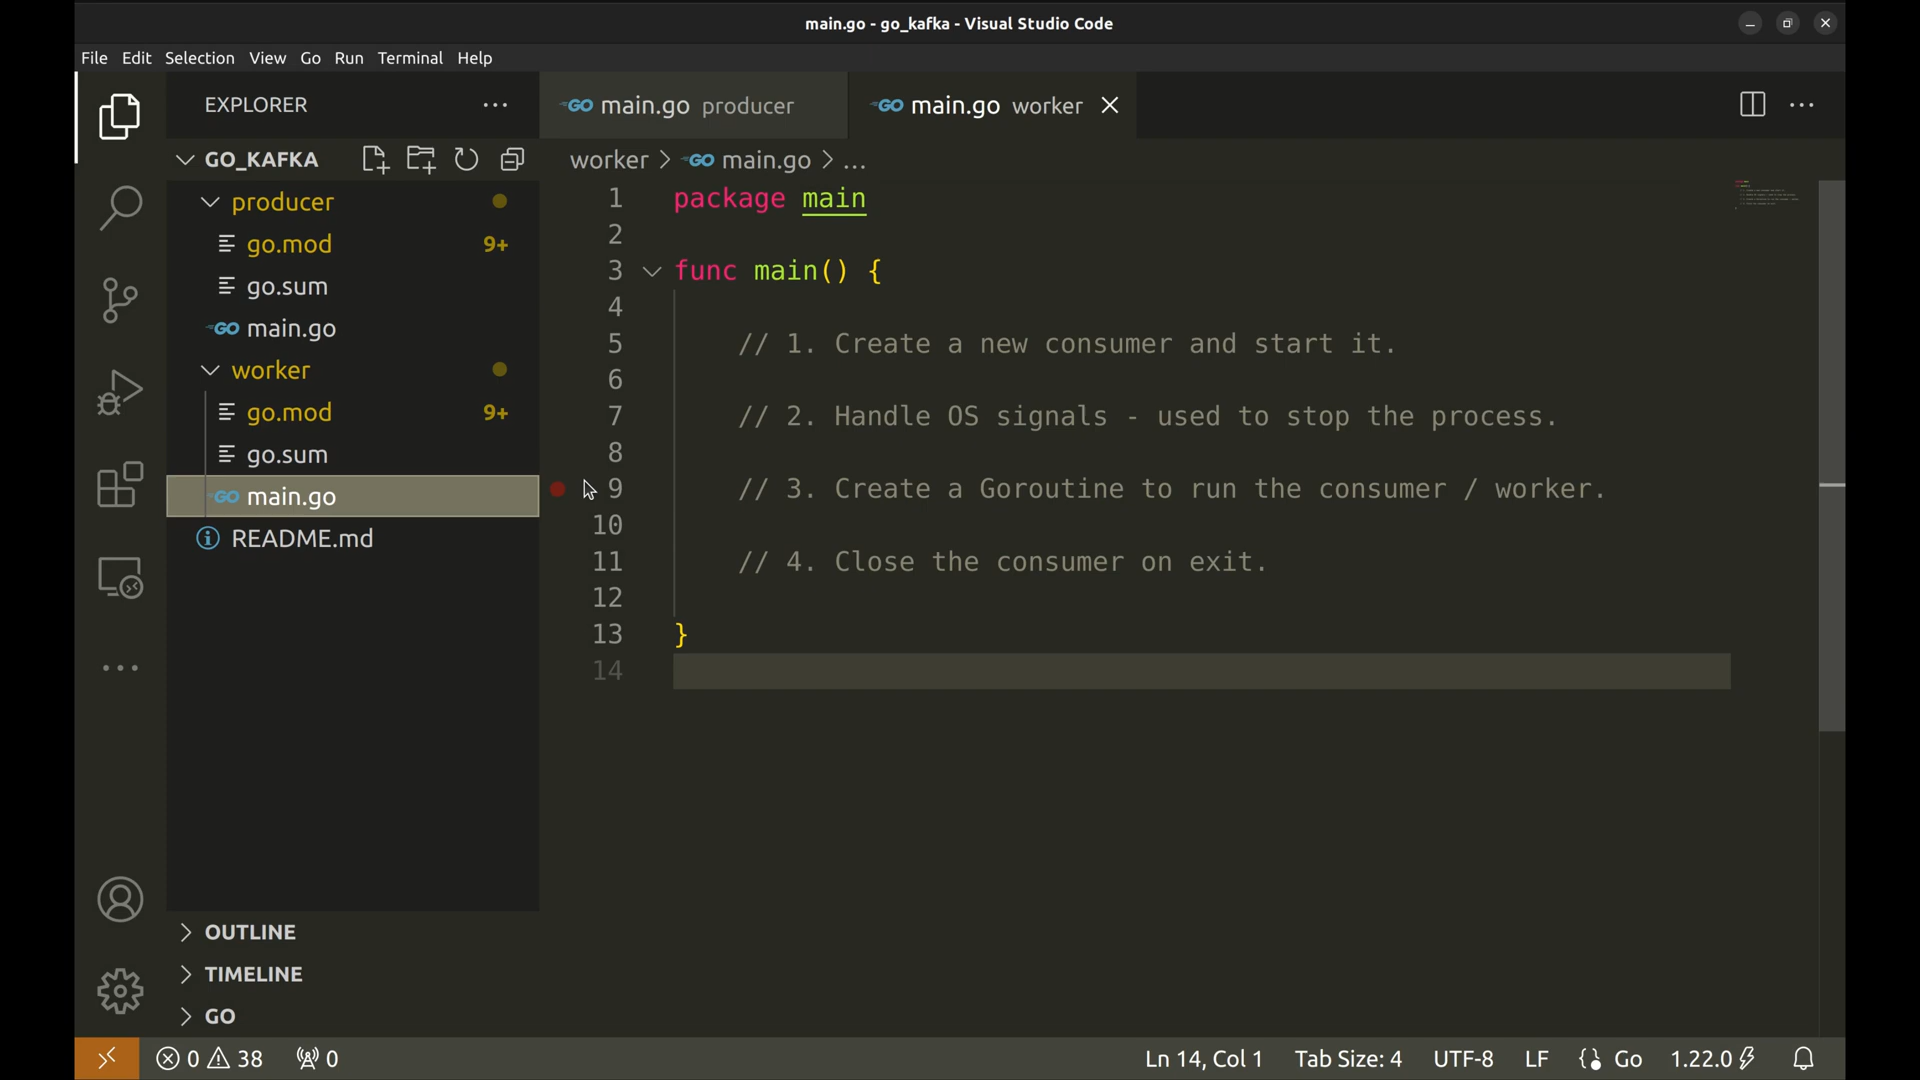 main.go - go_kafka - Visual Studio Code
File Edit Selection View Go Run Terminal Help
EXPLORER
GO main.go producer
GO main.go worker
GO_KAFKA
worker > GO main.go > ...
producer
go.mod 9+
go.sum
GO main.go
worker
go.mod 9+
go.sum
GO main.go
README.md
1 package main
2
3 func main() {
4
5 // 1. Create a new consumer and start it.
6
7 // 2. Handle OS signals - used to stop the process.
8
9 // 3. Create a Goroutine to run the consumer / worker.
10
11 // 4. Close the consumer on exit.
12
13 }
14
OUTLINE
TIMELINE
GO
0 38 0 Ln 14, Col 1 Tab Size: 4 UTF-8 LF Go 1.22.0